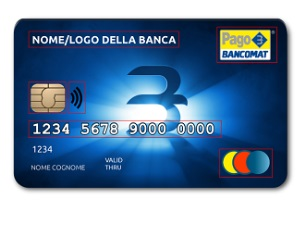 NOME/LOGO DELLA BANCA
Pago
BANCOMAT
1234 5678 9000 0000
1234
NOME COGNOME
VALID
THRU